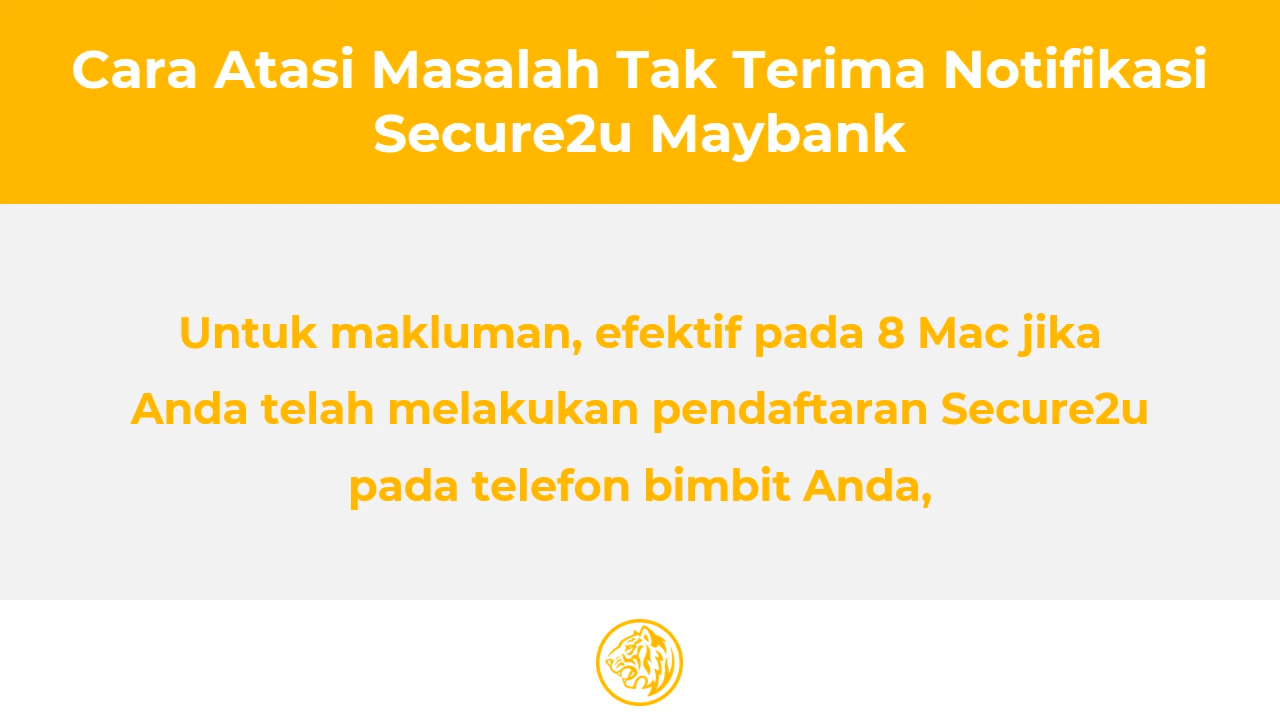 Cara Atasi Masalah Tak Terima Notifikasi
Secure2u Maybank
Untuk makluman, efektif pada 8 Mac jika
Anda telah melakukan pendaftaran Secure2u
pada telefon bimbit Anda,